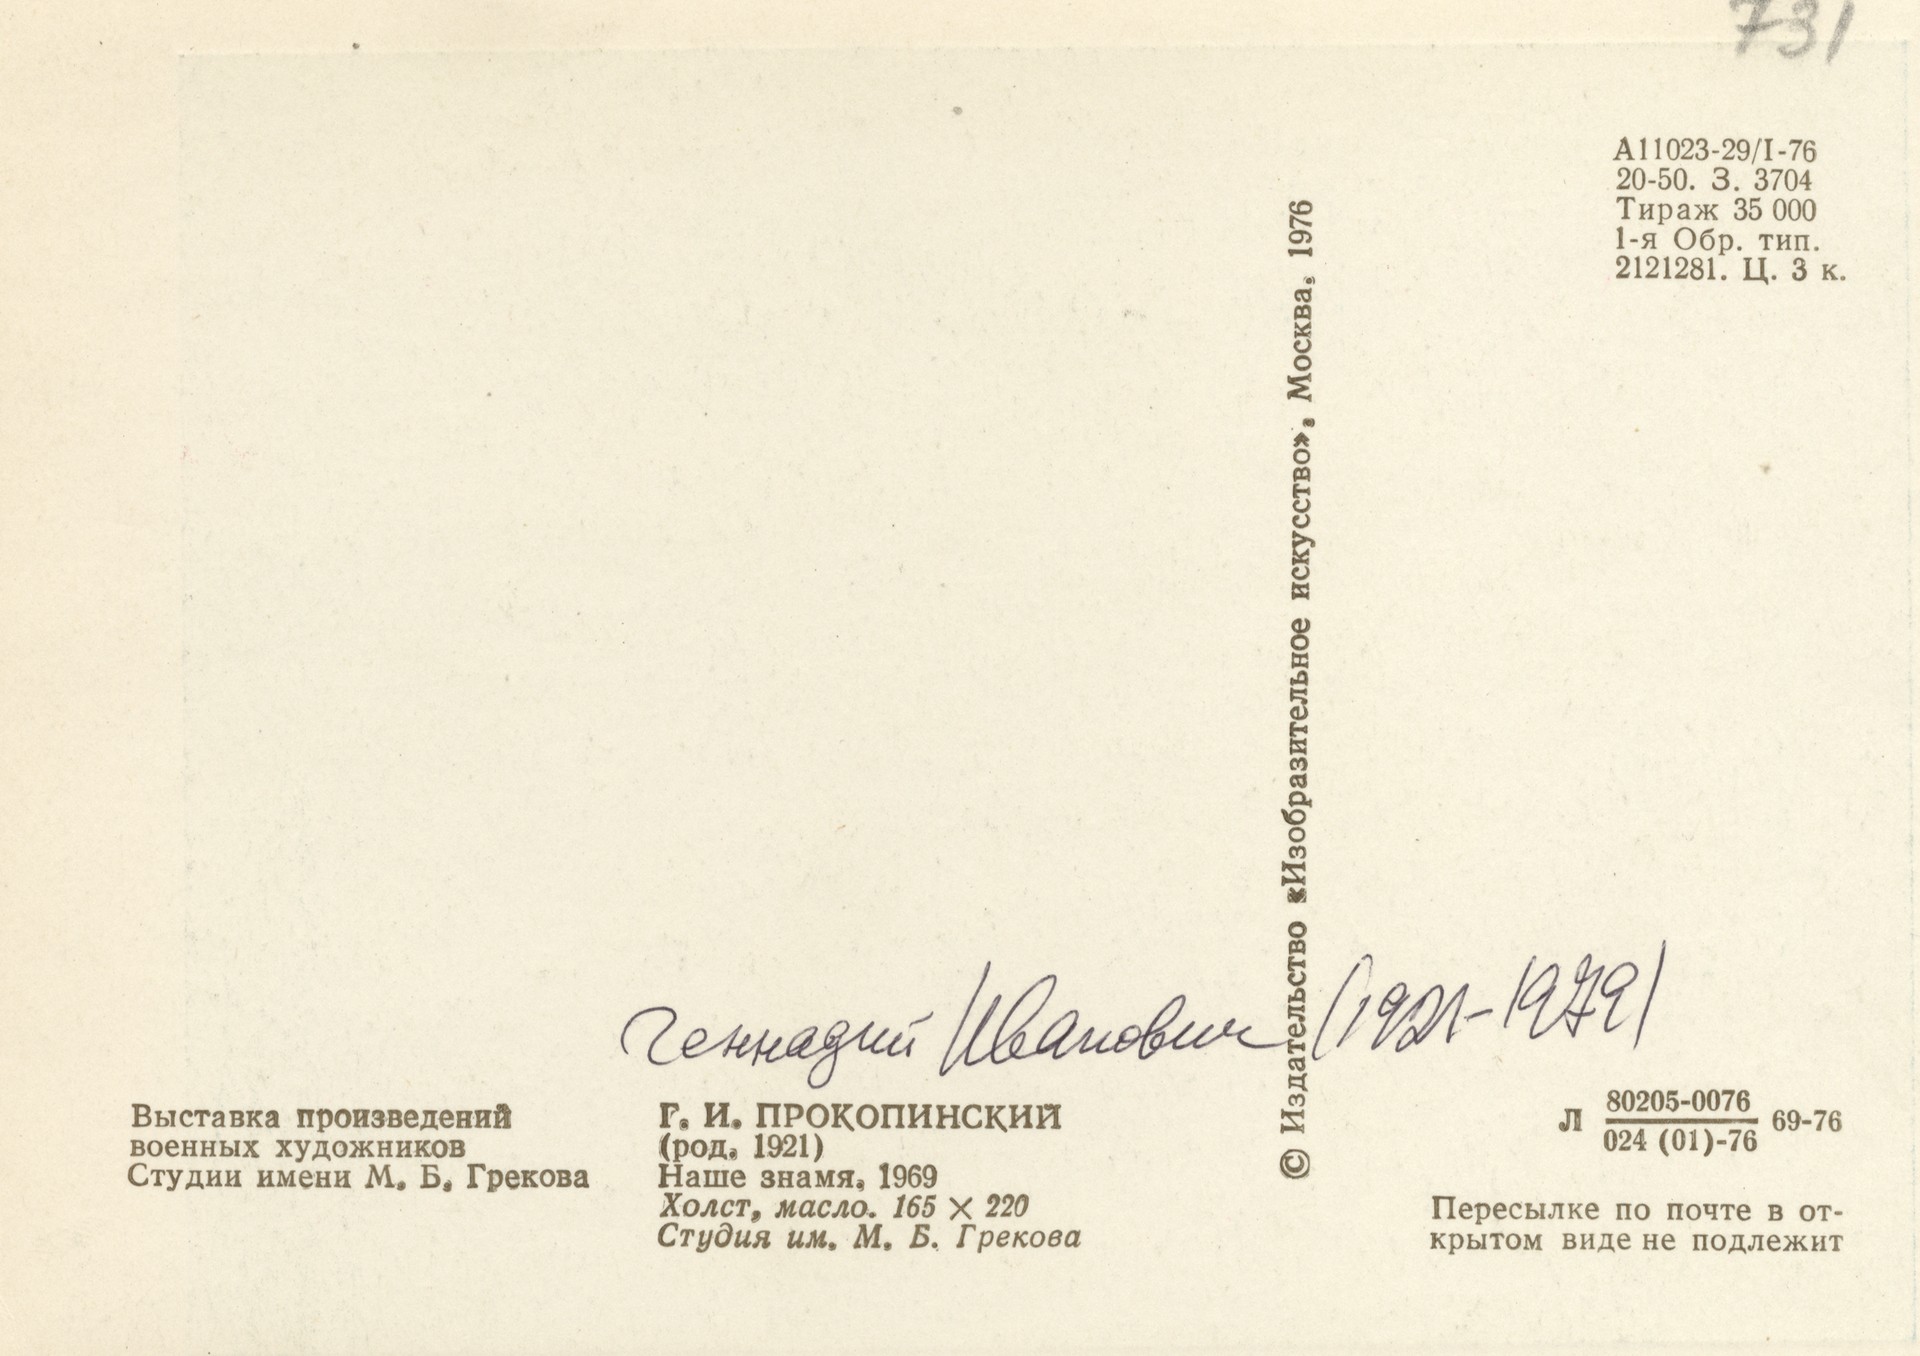 731
А11023-29/I-76
20-50. З. 3704
Тираж 35 000
1-я Обр. тип.
2121281. Ц. 3 к.
© Издательство «Изобразительное искусство», Москва, 1976
Геннадий Иванович (1921-1979)
Выставка произведений
военных художников
Студии имени М. Б. Грекова
Г. И. ПРОКОПИНСКИЙ
(род. 1921)
Наше знамя, 1969
Холст, масло. 165 × 220
Студия им. М. Б. Грекова
Л 80205-0076 69-76
024 (01)-76
Пересылке по почте в от-
крытом виде не подлежит